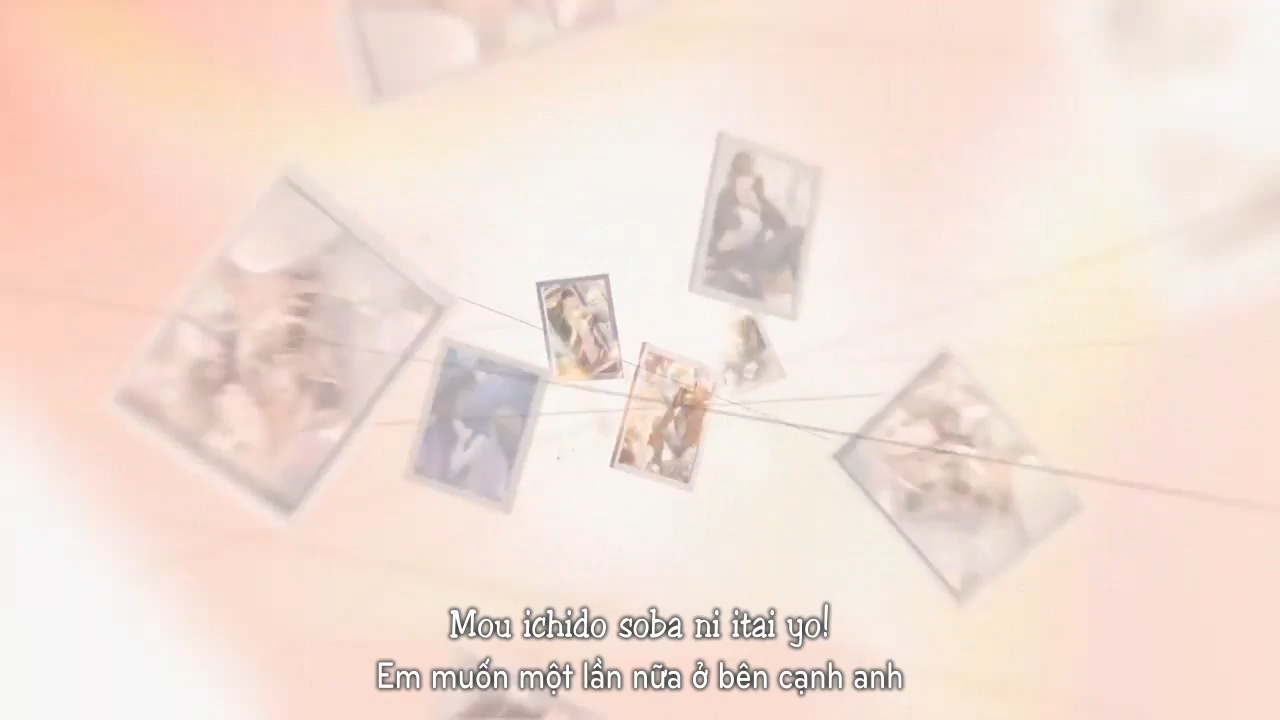 Mou ichido soba ni itai yo!
Em muốn một lần nữa ở bên cạnh anh